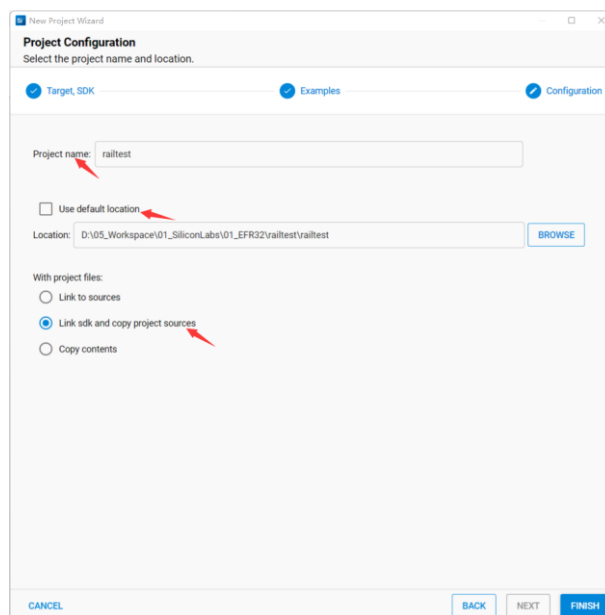 New Project Wizard
Project Configuration
Select the project name and location.
Target, SDK
Examples
Configuration
Project name: railtest
Use default location
Location: D:\05_Workspace\01_SiliconLabs\01_EFR32\railtest\railtest BROWSE
With project files:
Link to sources
Link sdk and copy project sources
Copy contents
CANCEL BACK NEXT FINISH